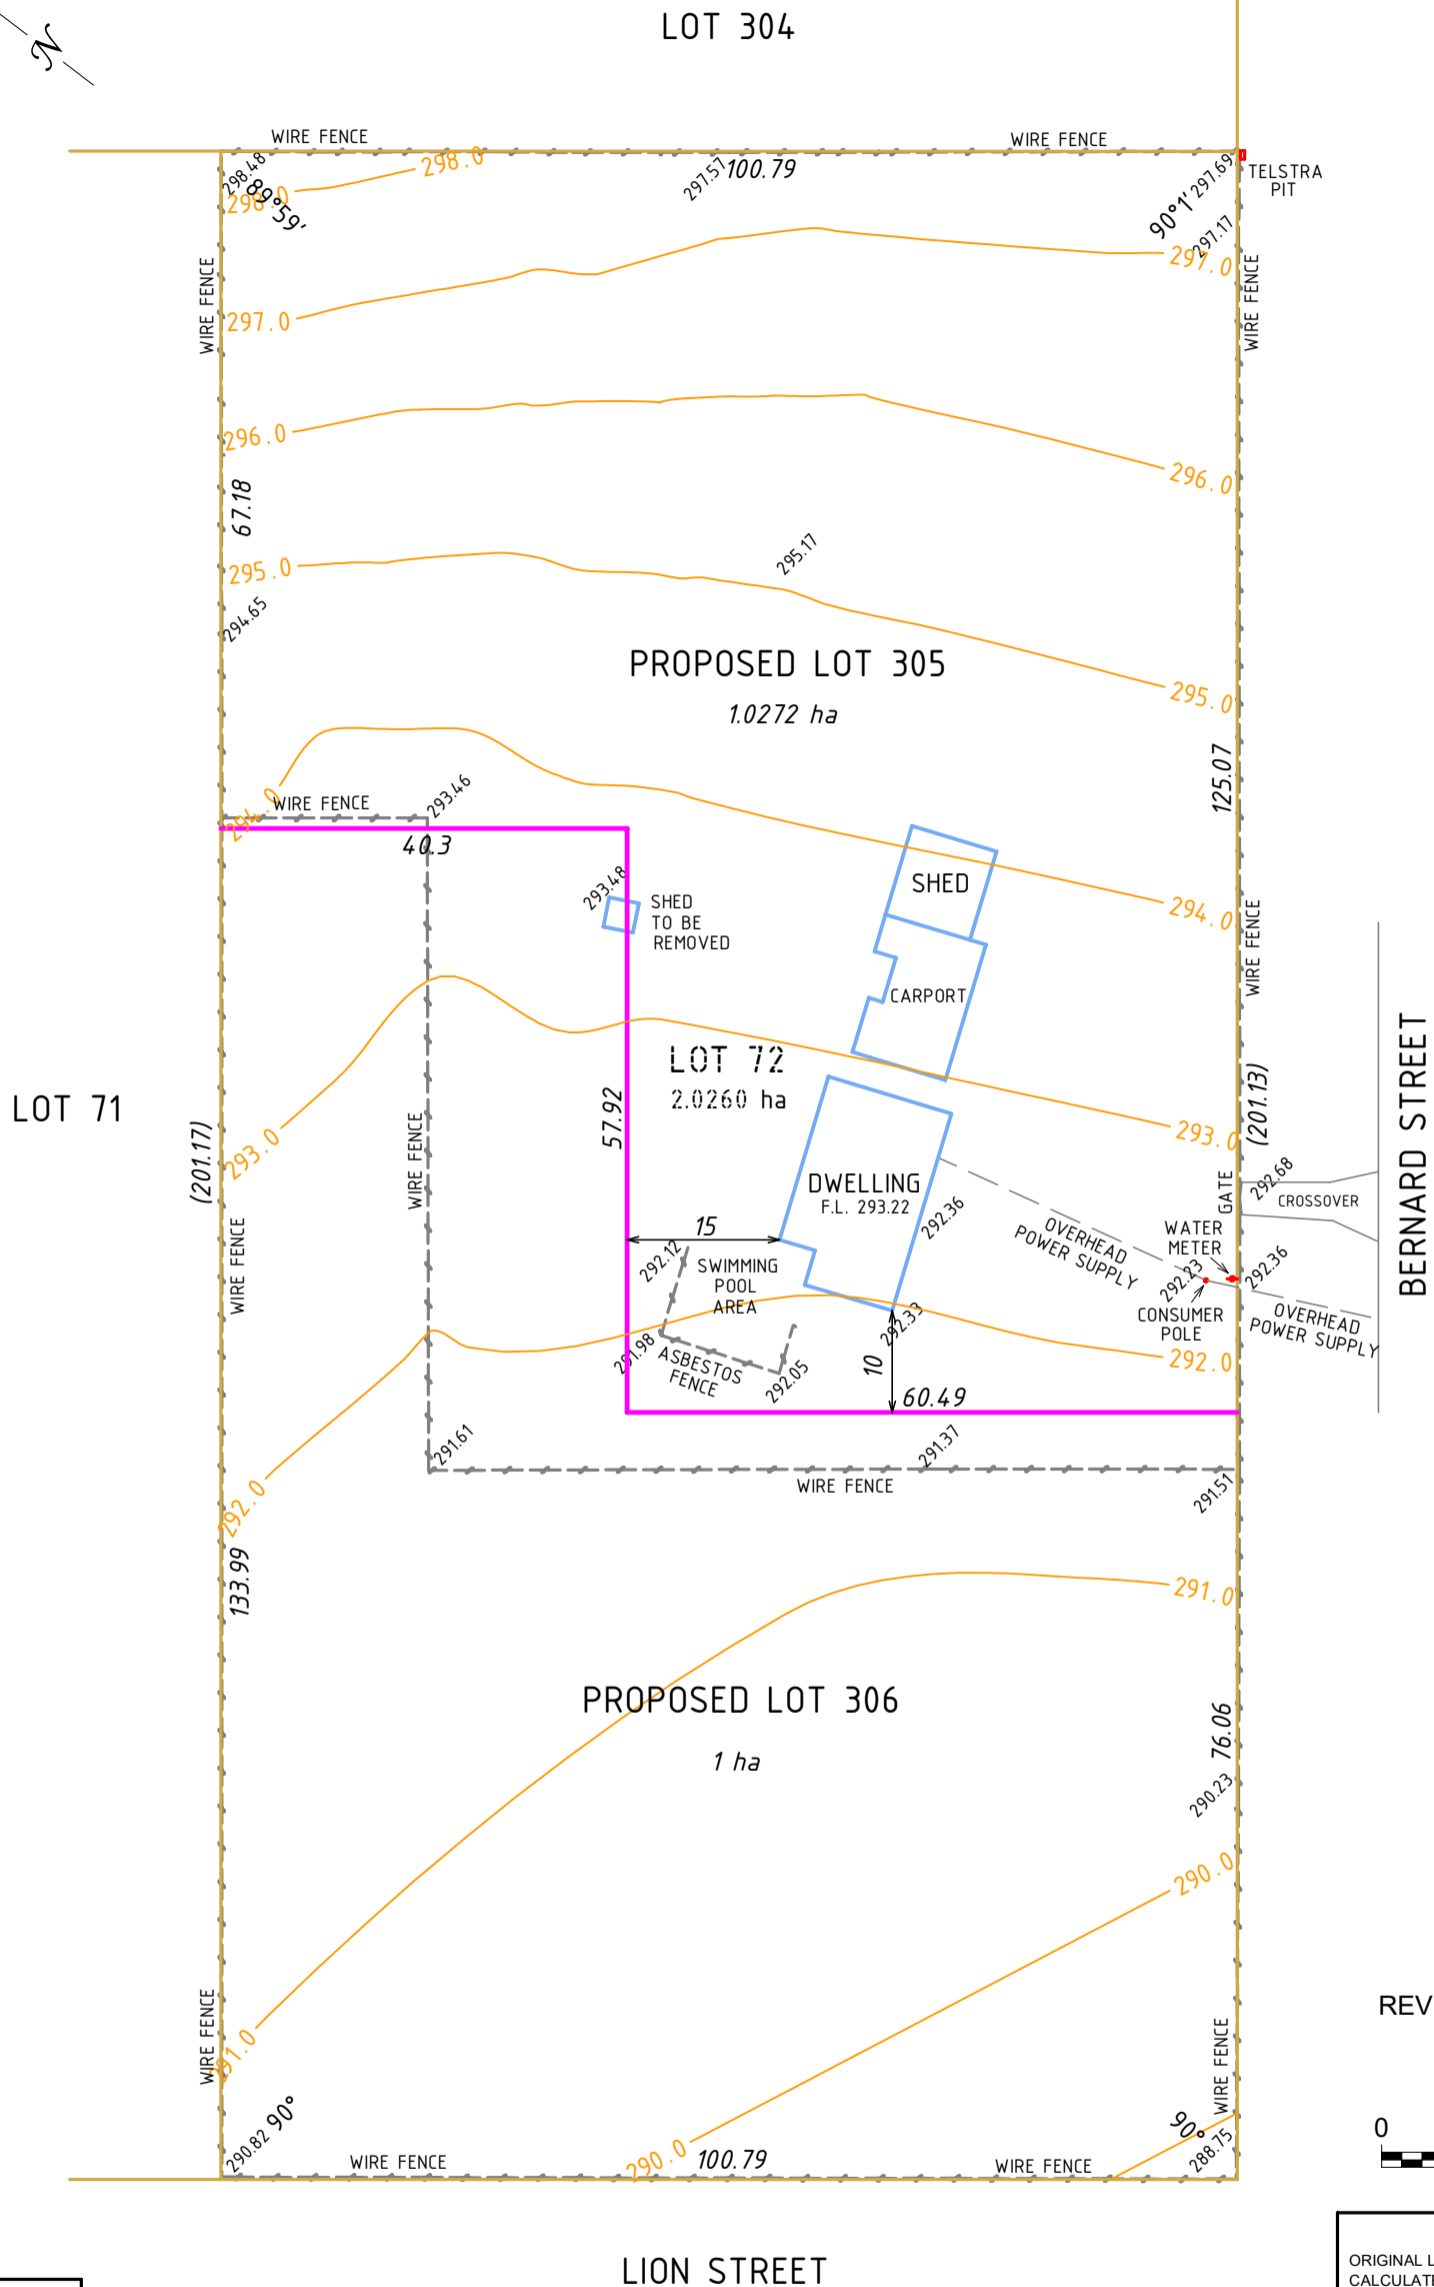 LOT 304
N
WIRE FENCE
WIRE FENCE
298.48
298.0
298.0
89°59'
297.57
100.79
90°1'
297.69
297.17
TELSTRA
PIT
WIRE FENCE
297.0
297.0
WIRE FENCE
296.0
296.0
67.18
295.0
295.17
294.65
PROPOSED LOT 305
1.0272 ha
295.0
125.07
294.0
WIRE FENCE
293.46
40.3
293.48
SHED
TO BE
REMOVED
SHED
CARPORT
294.0
WIRE FENCE
LOT 72
2.0260 ha
LOT 71
(201.17)
293.0
WIRE FENCE
57.92
293.0
(201.13)
BERNARD STREET
DWELLING
F.L. 293.22
292.36
GATE
292.68
CROSSOVER
WIRE FENCE
15
292.12
SWIMMING
POOL
AREA
OVERHEAD
POWER SUPPLY
WATER
METER
292.23
292.36
CONSUMER
POLE
OVERHEAD
POWER SUPPLY
291.98
ASBESTOS
FENCE
292.05
292.33
10
292.0
60.49
291.61
291.37
WIRE FENCE
291.51
292.0
133.99
291.0
PROPOSED LOT 306
1 ha
76.06
290.23
290.0
WIRE FENCE
291.0
WIRE FENCE
REV
290.82
90°
WIRE FENCE
290.0
100.79
WIRE FENCE
90°
288.75
0
LION STREET
ORIGINAL L
CALCULATE